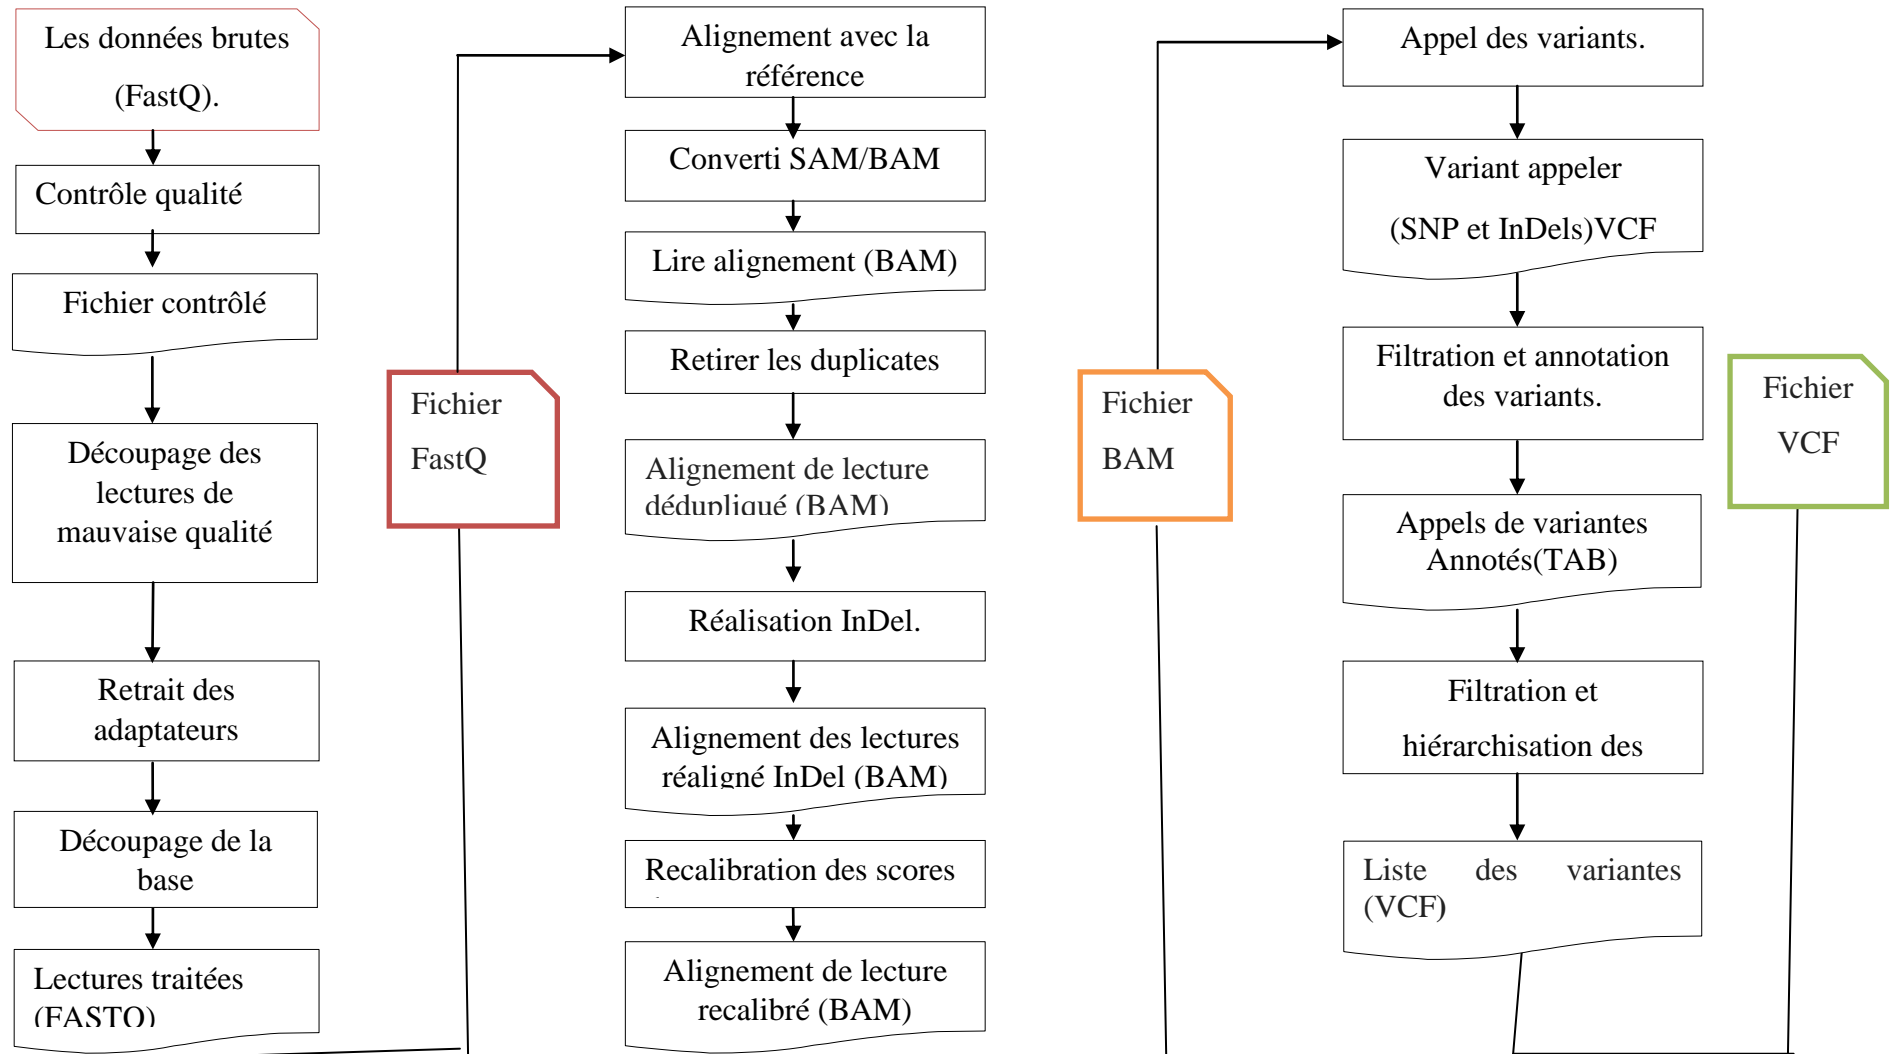 Les données brutes
(FastQ).
Contrôle qualité
Fichier contrôlé
Découpage des
lectures de
mauvaise qualité
Retrait des
adaptateurs
Découpage de la
base
Lectures traitées
(FASTQ)
Fichier
FastQ
Alignement avec la
référence
Converti SAM/BAM
Lire alignement (BAM)
Retirer les duplicates
Alignement de lecture
dédupliqué (BAM)
Réalisation InDel.
Alignement des lectures
réaligné InDel (BAM)
Recalibration des scores
Alignement de lecture
recalibré (BAM)
Fichier
BAM
Appel des variants.
Variant appeler
(SNP et InDels)VCF
Filtration et annotation
des variants.
Appels de variantes
Annotés(TAB)
Filtration et
hiérarchisation des
Liste des variantes
(VCF)
Fichier
VCF